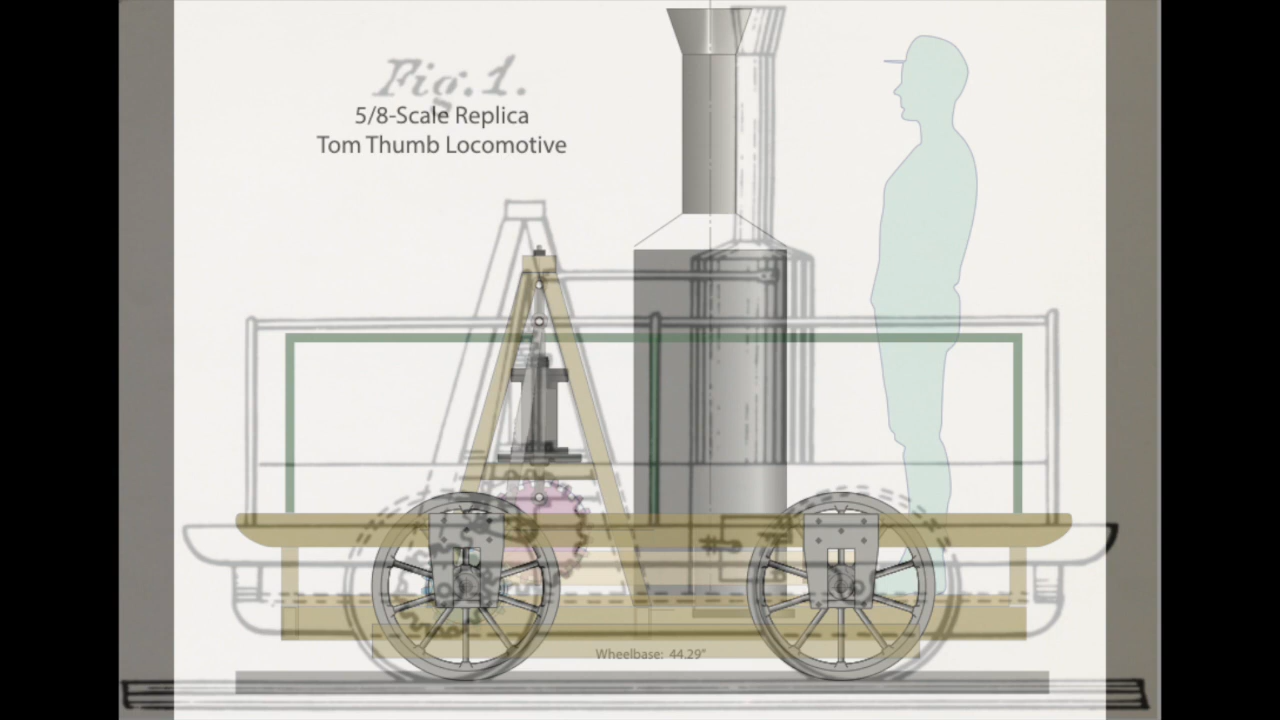 Fig.1.
5/8-Scale Replica
Tom Thumb Locomotive
Wheelbase: 44.29"